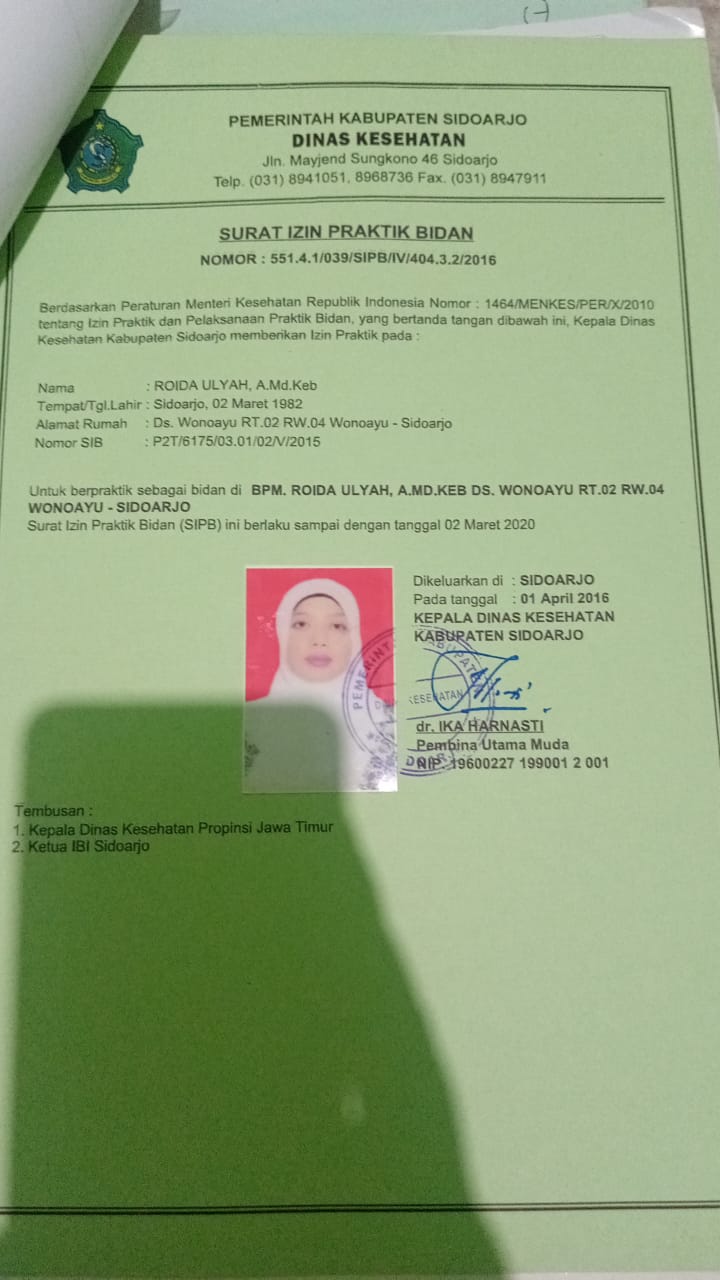 PEMERINTAH KABUPATEN SIDOARJO
DINAS KESEHATAN
Jln. Mayjend Sungkono 46 Sidoarjo
Telp. (031) 8941051, 8968736 Fax. (031) 8947911
SURAT IZIN PRAKTIK BIDAN
NOMOR : 551.4.1/039/SIPB/IV/404.3.2/2016
Berdasarkan Peraturan Menteri Kesehatan Republik Indonesia Nomor : 1464/MENKES/PER/X/2010
tentang Izin Praktik dan Pelaksanaan Praktik Bidan, yang bertanda tangan dibawah ini, Kepala Dinas
Kesehatan Kabupaten Sidoarjo memberikan Izin Praktik pada :
Nama : ROIDA ULYAH, A.Md.Keb
Tempat/Tgl.Lahir : Sidoarjo, 02 Maret 1982
Alamat Rumah : Ds. Wonoayu RT.02 RW.04 Wonoayu - Sidoarjo
Nomor SIB : P2T/6175/03.01/02/V/2015
Untuk berpraktik sebagai bidan di BPM. ROIDA ULYAH, A.MD.KEB DS. WONOAYU RT.02 RW.04
WONOAYU - SIDOARJO
Surat Izin Praktik Bidan (SIPB) ini berlaku sampai dengan tanggal 02 Maret 2020
Dikeluarkan di : SIDOARJO
Pada tanggal : 01 April 2016
KEPALA DINAS KESEHATAN
KABUPATEN SIDOARJO
dr. IKA HARNASTI
Pembina Utama Muda
NIP. 19600227 199001 2 001
Tembusan :
1. Kepala Dinas Kesehatan Propinsi Jawa Timur
2. Ketua IBI Sidoarjo